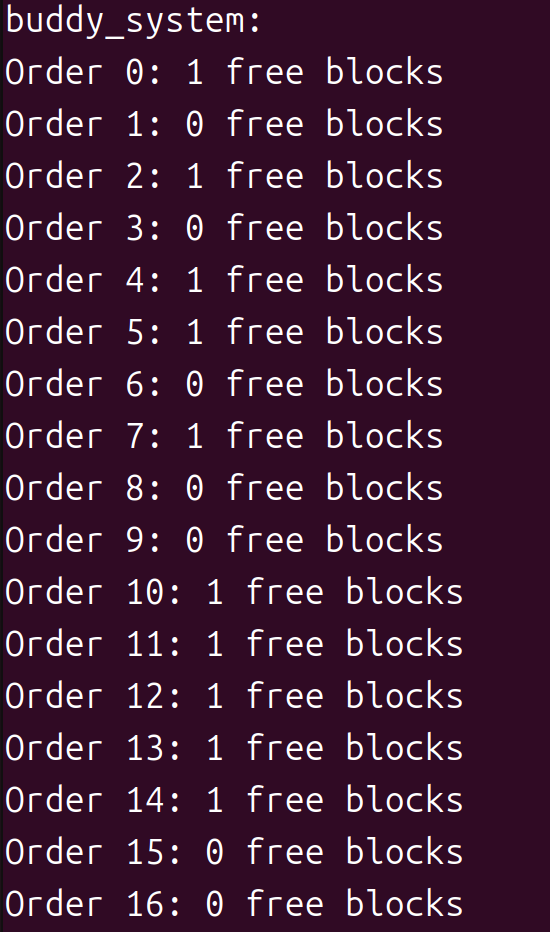 buddy_system:
Order 0: 1 free blocks
Order 1: 0 free blocks
Order 2: 1 free blocks
Order 3: 0 free blocks
Order 4: 1 free blocks
Order 5: 1 free blocks
Order 6: 0 free blocks
Order 7: 1 free blocks
Order 8: 0 free blocks
Order 9: 0 free blocks
Order 10: 1 free blocks
Order 11: 1 free blocks
Order 12: 1 free blocks
Order 13: 1 free blocks
Order 14: 1 free blocks
Order 15: 0 free blocks
Order 16: 0 free blocks